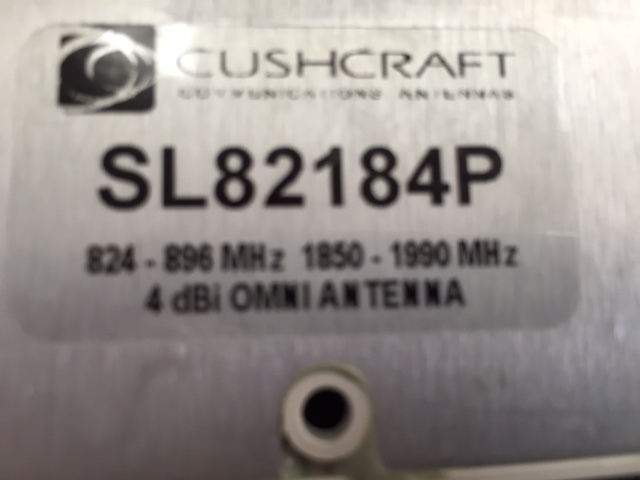 CUSHCRAFT
COMMUNICATIONS ANTENNAS
SL82184P
824 - 896 MHz 1850 - 1990 MHz
4 dBi OMNI ANTENNA